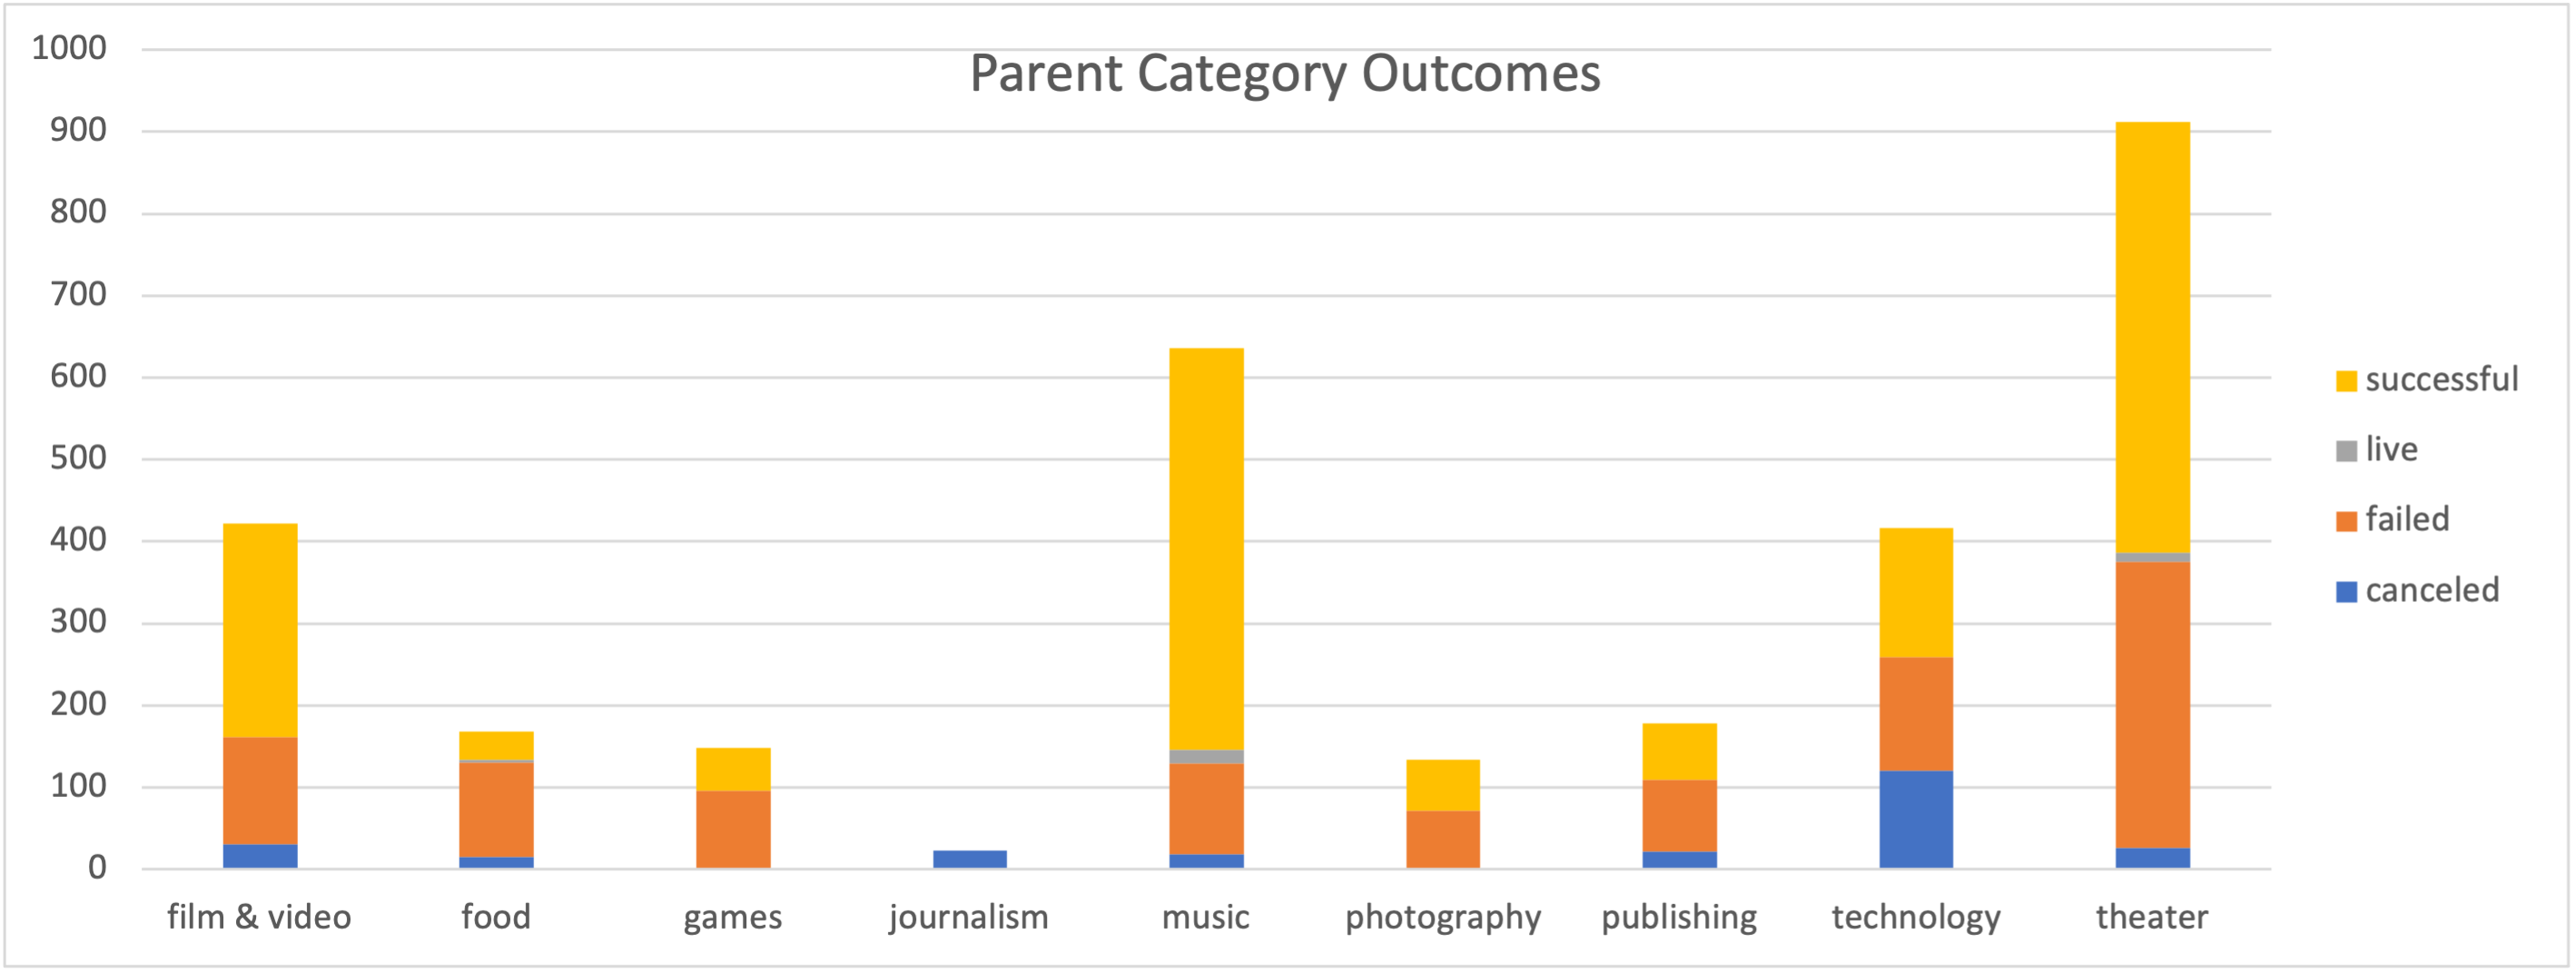 Parent Category Outcomes
1000
900
800
700
600
500
400
300
200
100
0
film & video food games journalism music photography publishing technology theater
successful
live
failed
canceled